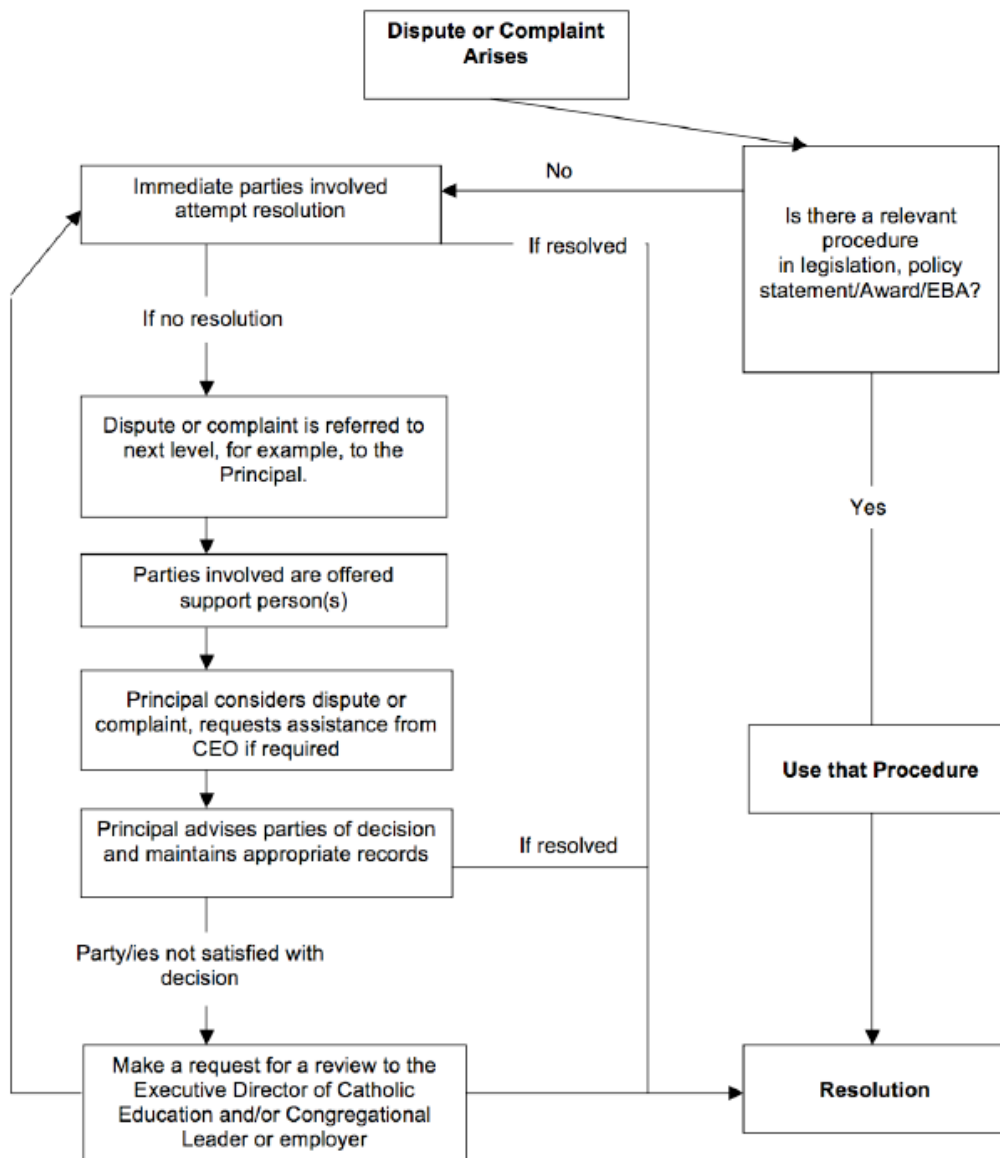 Dispute or Complaint
Arises
No
Immediate parties involved
attempt resolution
Is there a relevant
procedure
in legislation, policy
statement/Award/EBA?
If resolved
If no resolution
Dispute or complaint is referred to
next level, for example, to the
Principal.
Yes
Parties involved are offered
support person(s)
Principal considers dispute or
complaint, requests assistance from
CEO if required
Use that Procedure
Principal advises parties of decision
and maintains appropriate records
If resolved
Party/ies not satisfied with
decision
Make a request for a review to the
Executive Director of Catholic
Education and/or Congregational
Leader or employer
Resolution